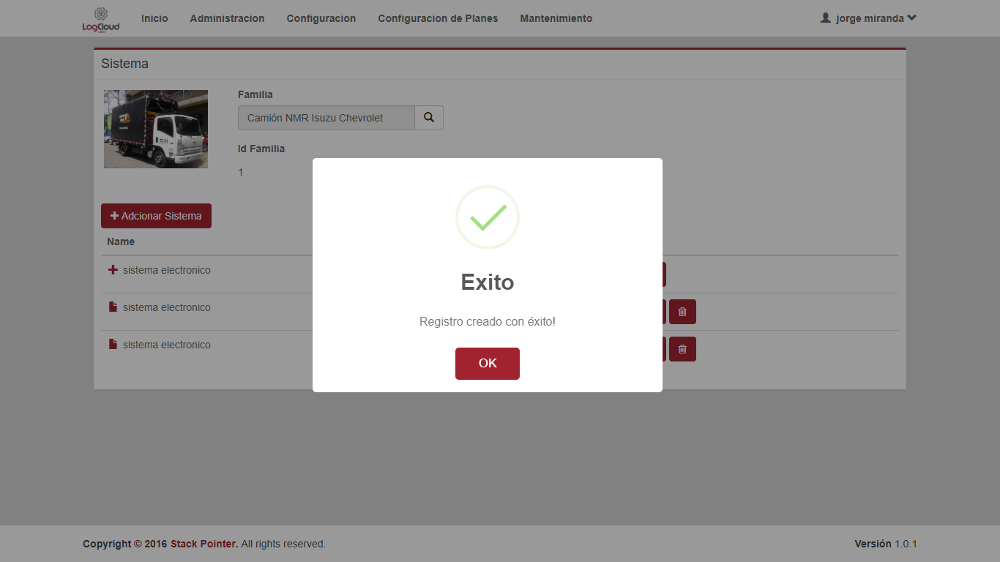 LogCloud
Inicio
Administracion
Configuracion
Configuracion de Planes
Mantenimiento
jorge miranda
Sistema
Familia
Camión NMR Isuzu Chevrolet
Id Familia
1
Adcionar Sistema
Name
sistema electronico
sistema electronico
sistema electronico
Exito
Registro creado con éxito!
OK
Copyright © 2016 Stack Pointer. All rights reserved.
Versión 1.0.1